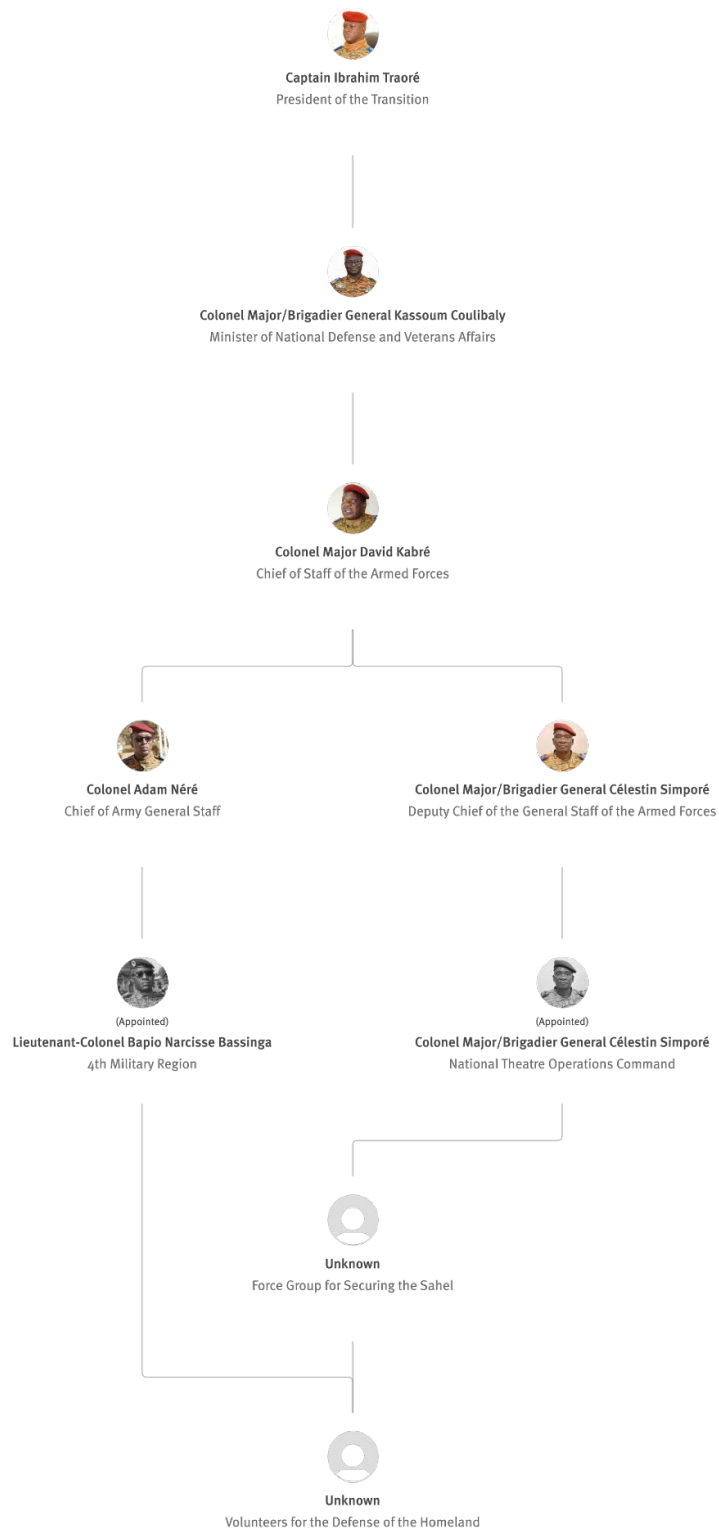 Captain Ibrahim Traoré
President of the Transition
Colonel Major/Brigadier General Kassoum Coulibaly
Minister of National Defense and Veterans Affairs
Colonel Major David Kabré
Chief of Staff of the Armed Forces
Colonel Adam Néré
Chief of Army General Staff
Colonel Major/Brigadier General Célestin Simporé
Deputy Chief of the General Staff of the Armed Forces
(Appointed)
Lieutenant-Colonel Bapio Narcisse Bassinga
4th Military Region
(Appointed)
Colonel Major/Brigadier General Célestin Simporé
National Theatre Operations Command
Unknown
Force Group for Securing the Sahel
Unknown
Volunteers for the Defense of the Homeland